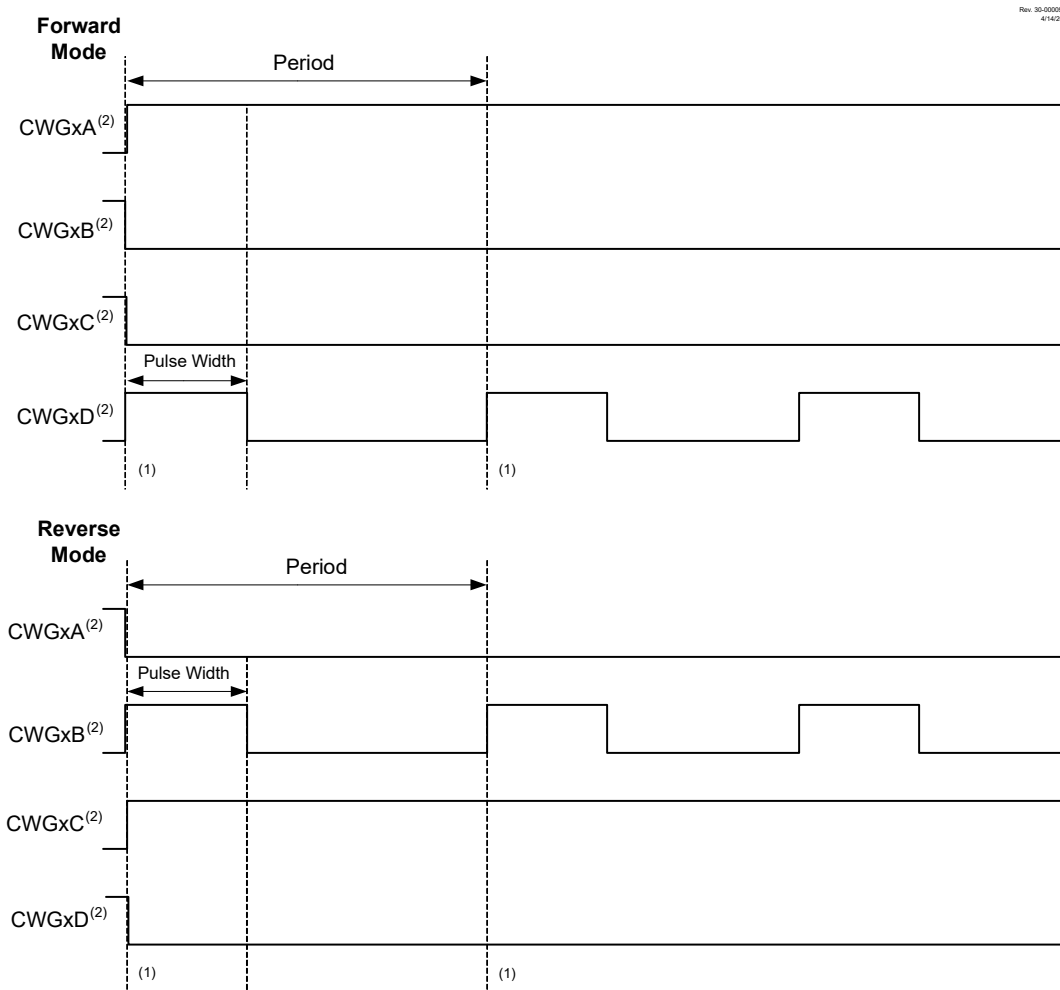 Rev. 30-00009
4/14/2
Forward
Mode
Period
CWGxA(2)
CWGxB(2)
CWGxC(2)
Pulse Width
CWGxD(2)
(1)
(1)
Reverse
Mode
Period
CWGxA(2)
Pulse Width
CWGxB(2)
CWGxC(2)
CWGxD(2)
(1)
(1)